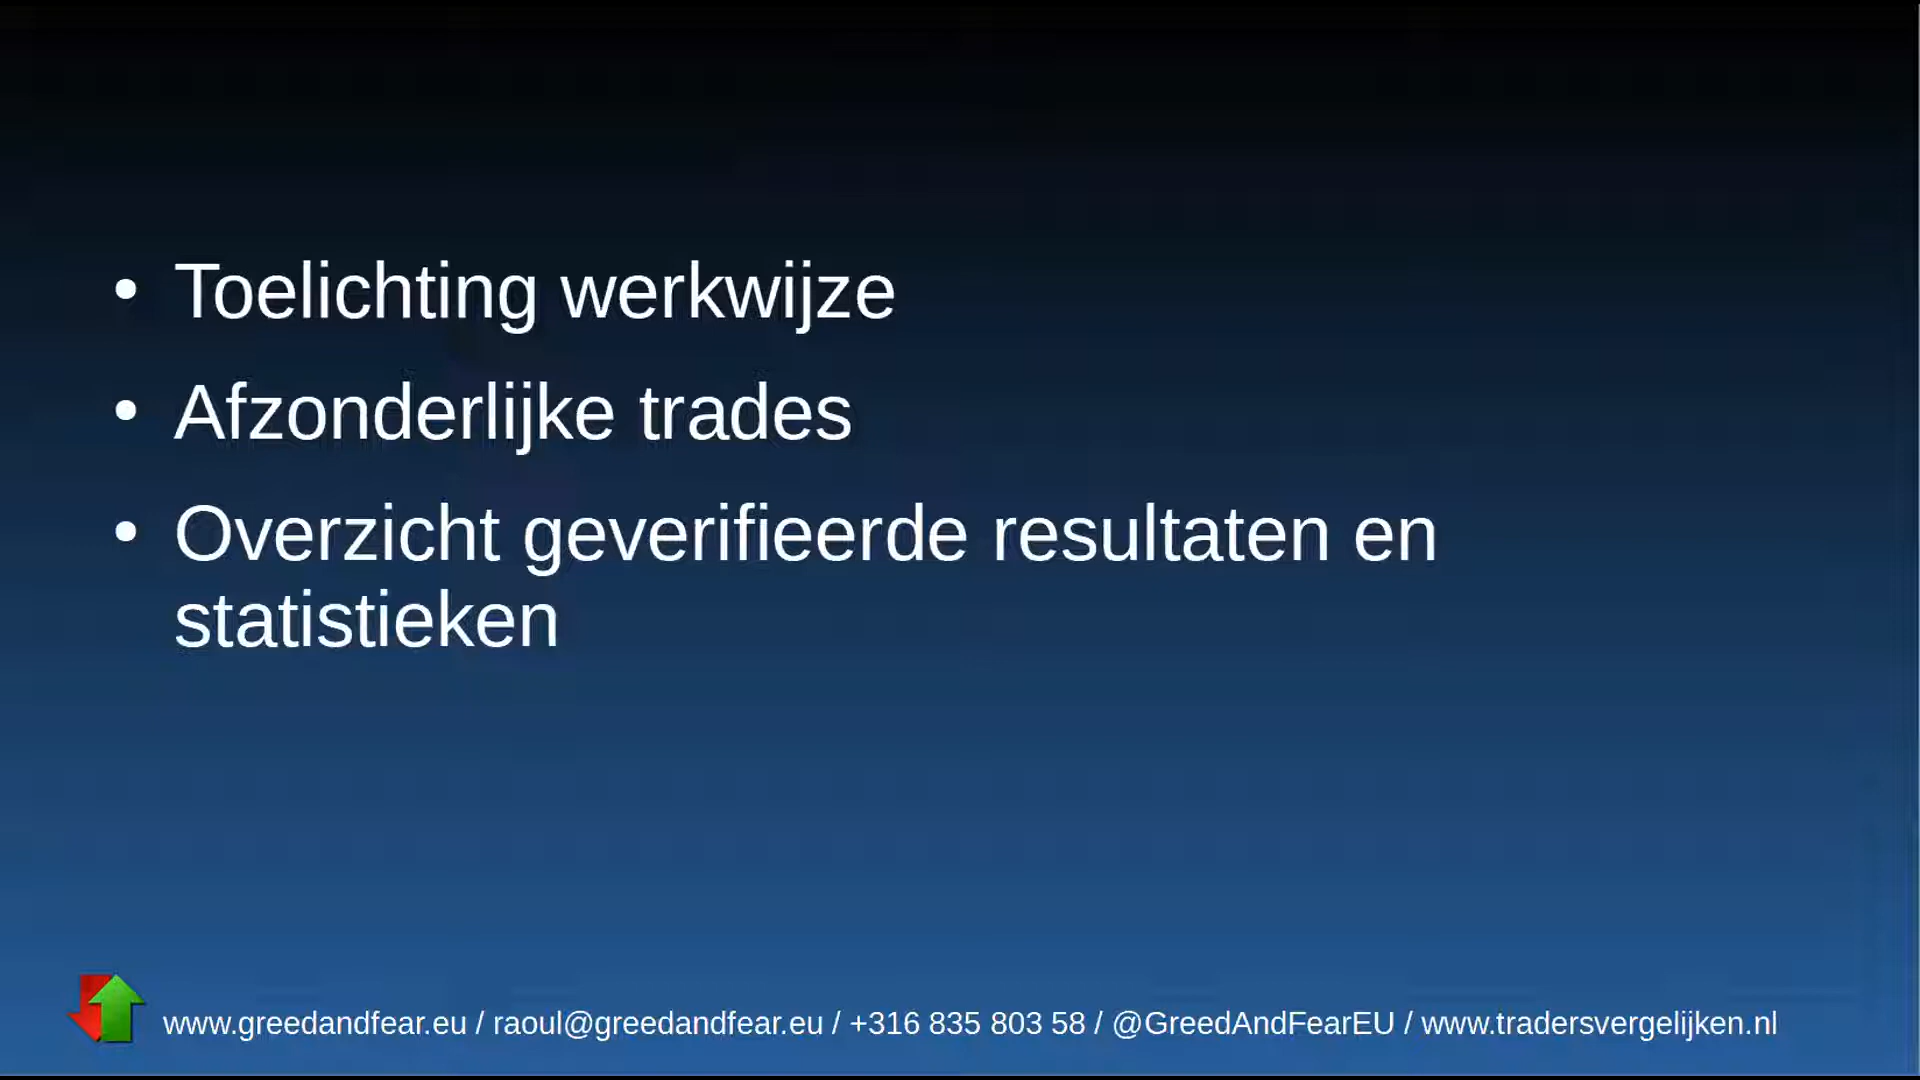 • Toelichting werkwijze
• Afzonderlijke trades
• Overzicht geverifieerde resultaten en
statistieken
www.greedandfear.eu / raoul@greedandfear.eu / +316 835 803 58 / @GreedAndFearEU / www.tradersvergelijken.nl